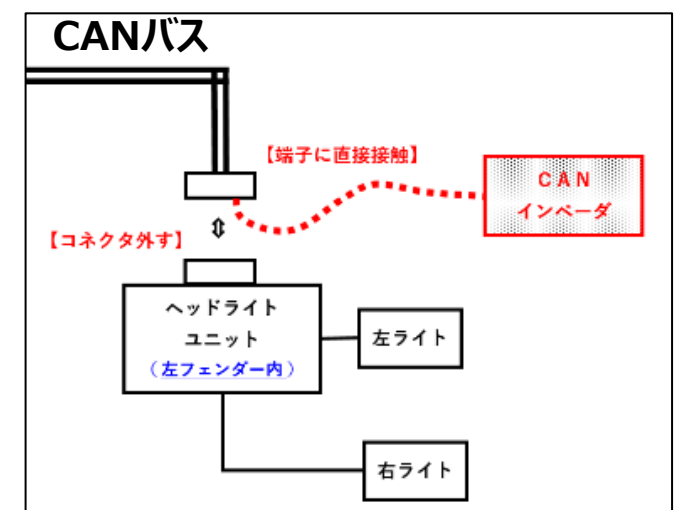 CANバス
【端子に直接接触】
CAN
インベーダ
【コネクタ外す】
ヘッドライト
ユニット
（左フェンダー内）
左ライト
右ライト